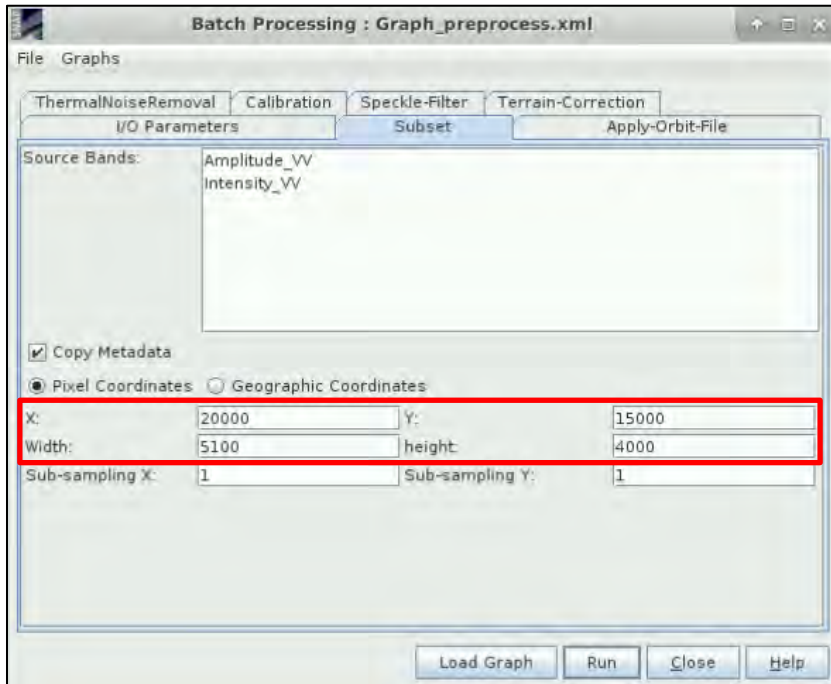 Batch Processing : Graph_preprocess.xml
File Graphs
ThermalNoiseRemoval Calibration Speckle-Filter Terrain-Correction
I/O Parameters Subset Apply-Orbit-File
Source Bands: Amplitude_VV
Intensity_VV
Copy Metadata
Pixel Coordinates Geographic Coordinates
X: 20000 Y: 15000
Width: 5100 height: 4000
Sub-sampling X: 1 Sub-sampling Y: 1
Load Graph Run Close Help